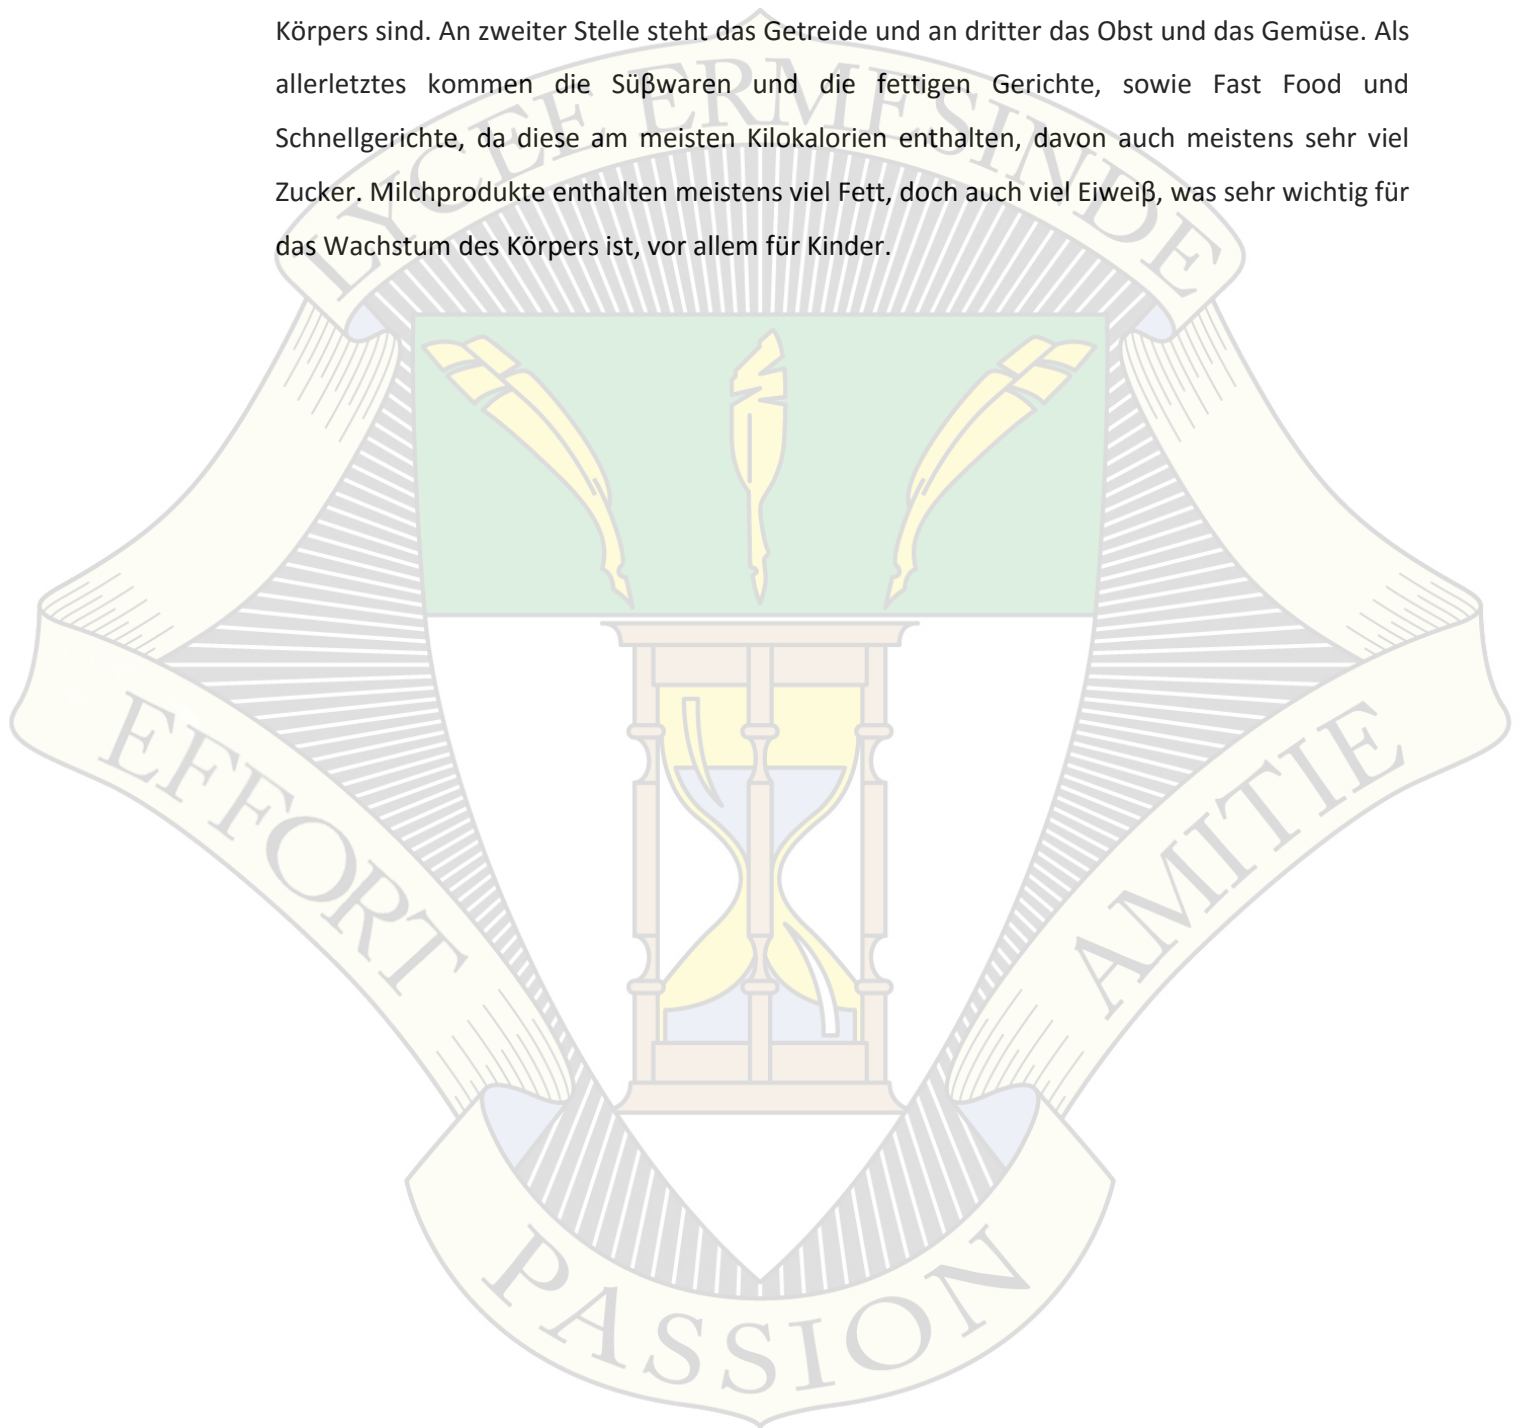 Körpers sind. An zweiter Stelle steht das Getreide und an dritter das Obst und das Gemüse. Als
allerletztes kommen die Süβwaren und die fettigen Gerichte, sowie Fast Food und
Schnellgerichte, da diese am meisten Kilokalorien enthalten, davon auch meistens sehr viel
Zucker. Milchprodukte enthalten meistens viel Fett, doch auch viel Eiweiβ, was sehr wichtig für
das Wachstum des Körpers ist, vor allem für Kinder.
LYCEE ERMESINDE
EFFORT
AMITIE
PASSION